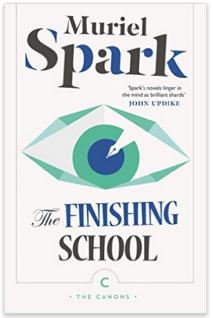 Muriel
Spark
'Spark's novels linger in
the mind as brilliant shards'
JOHN UPDIKE
The FINISHING
SCHOOL
C
• THE CANONS •